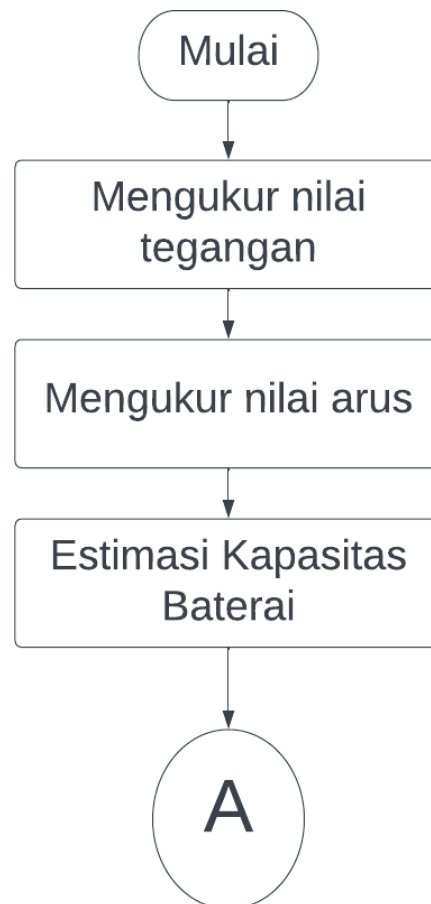 Mulai
Mengukur nilai
tegangan
Mengukur nilai arus
Estimasi Kapasitas
Baterai
A